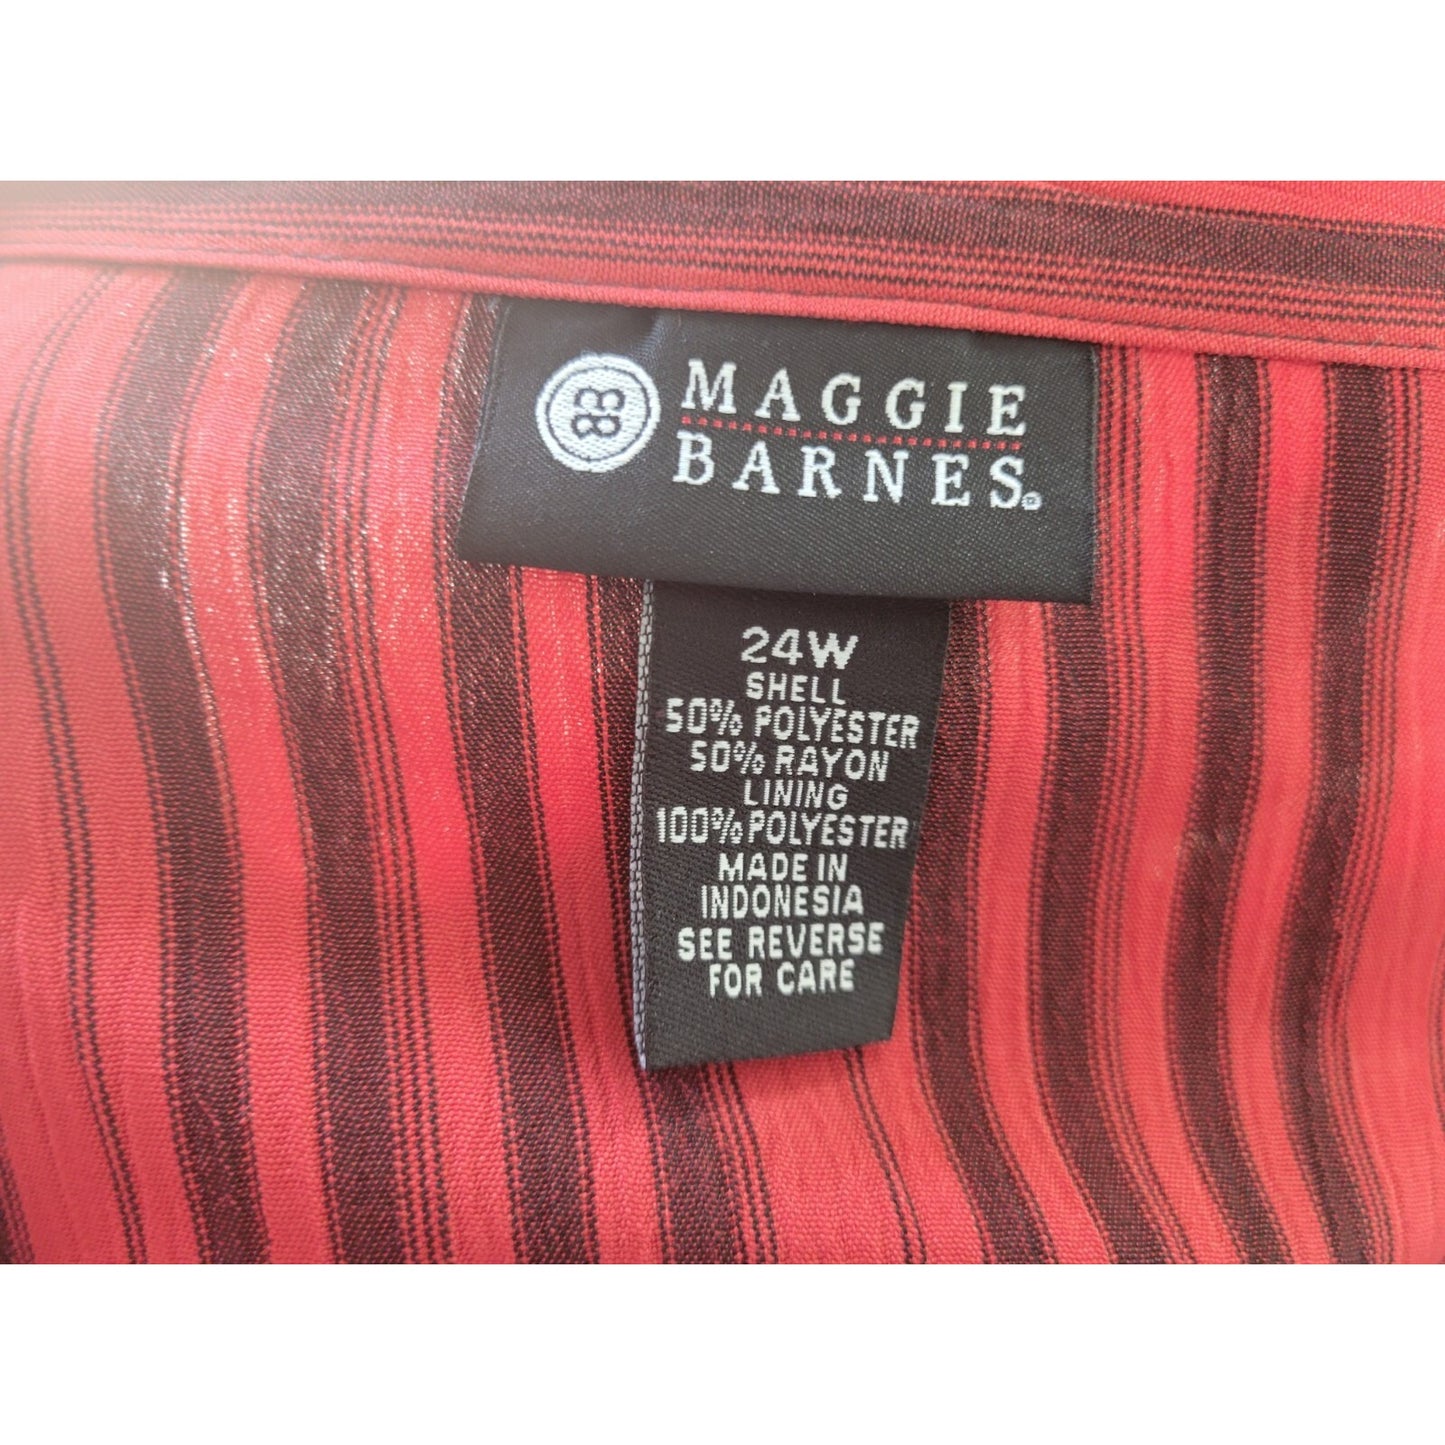 MAGGIE
BARNES®
24W
SHELL
50% POLYESTER
50% RAYON
LINING
100% POLYESTER
MADE IN
INDONESIA
SEE REVERSE
FOR CARE